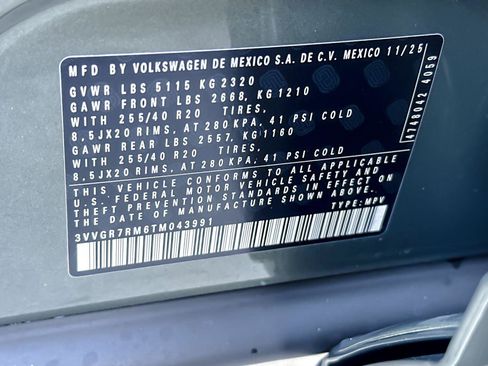 MFD BY VOLKSWAGEN DE MEXICO S.A. DE C.V. MEXICO 11/25
GVWR LBS 5115 KG 2320
GAWR FRONT LBS 2668, KG 1210
WITH 255/40 R20 TIRES,
8,5JX20 RIMS, AT 280 KPA, 41 PSI COLD
GAWR REAR LBS 2557, KG 1160
WITH 255/40 R20 TIRES,
8,5JX20 RIMS, AT 280 KPA, 41 PSI COLD
THIS VEHICLE CONFORMS TO ALL APPLICABLE
U.S. FEDERAL MOTOR VEHICLE SAFETY AND
THEFT PREVENTION STANDARDS IN EFFECT ON
THE DATE OF MANUFACTURE SHOWN ABOVE.
3VVGR7RM6TM043991 TYPE: MPV
4748042 4059